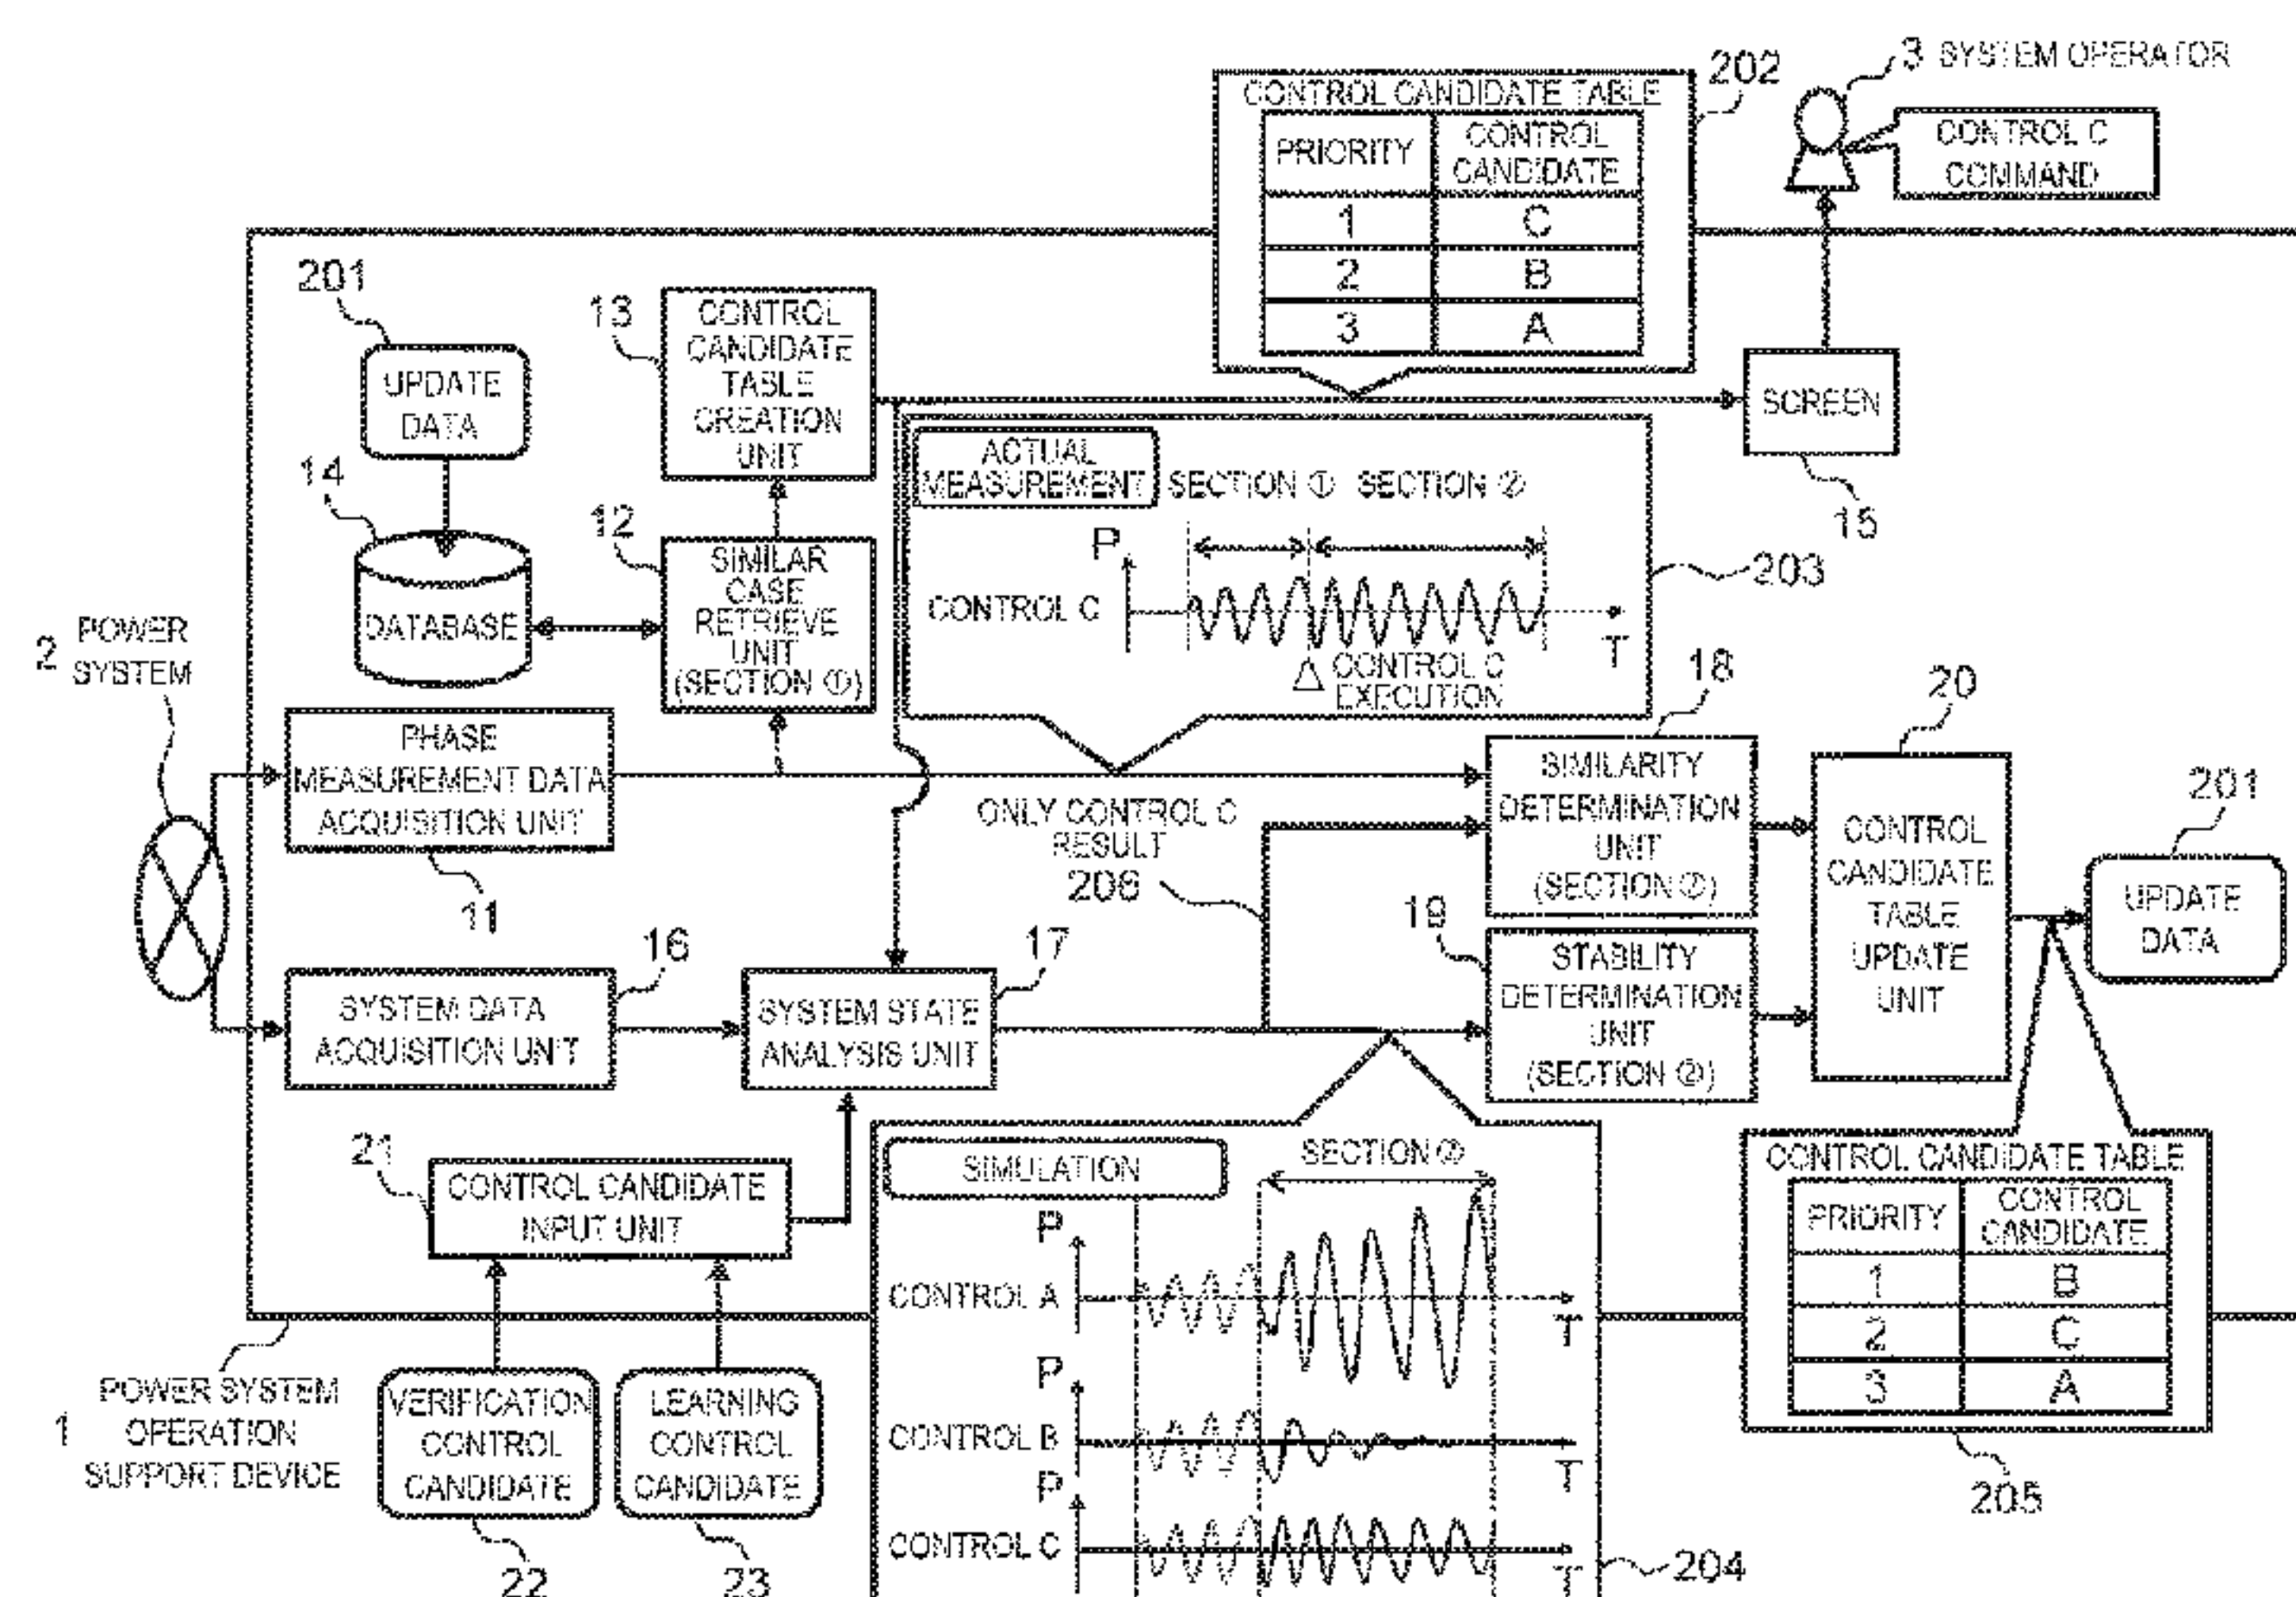 202
3 SYSTEM OPERATOR
CONTROL CANDIDATE TABLE
PRIORITY
CONTROL
CANDIDATE
1 C
2 B
3 A
CONTROL C
COMMAND
201
UPDATE
DATA
13
CONTROL
CANDIDATE
TABLE
CREATION
UNIT
SCREEN
15
14
DATABASE
12
SIMILAR
CASE
RETRIEVE
UNIT
(SECTION ①)
ACTUAL
MEASUREMENT
SECTION ① SECTION ②
P
CONTROL C
T
△ CONTROL C
EXECUTION
203
2 POWER
SYSTEM
PHASE
MEASUREMENT DATA
ACQUISITION UNIT
11
ONLY CONTROL C
RESULT
206
18
SIMILARITY
DETERMINATION
UNIT
(SECTION ②)
20
CONTROL
CANDIDATE
TABLE
UPDATE
UNIT
201
UPDATE
DATA
16
SYSTEM DATA
ACQUISITION UNIT
17
SYSTEM STATE
ANALYSIS UNIT
19
STABILITY
DETERMINATION
UNIT
(SECTION ②)
21
CONTROL CANDIDATE
INPUT UNIT
SIMULATION
SECTION ②
P
CONTROL A
T
P
CONTROL B
T
P
CONTROL C
T
204
CONTROL CANDIDATE TABLE
PRIORITY
CONTROL
CANDIDATE
1 B
2 C
3 A
205
1 POWER SYSTEM
OPERATION
SUPPORT DEVICE
VERIFICATION
CONTROL
CANDIDATE
22
LEARNING
CONTROL
CANDIDATE
23